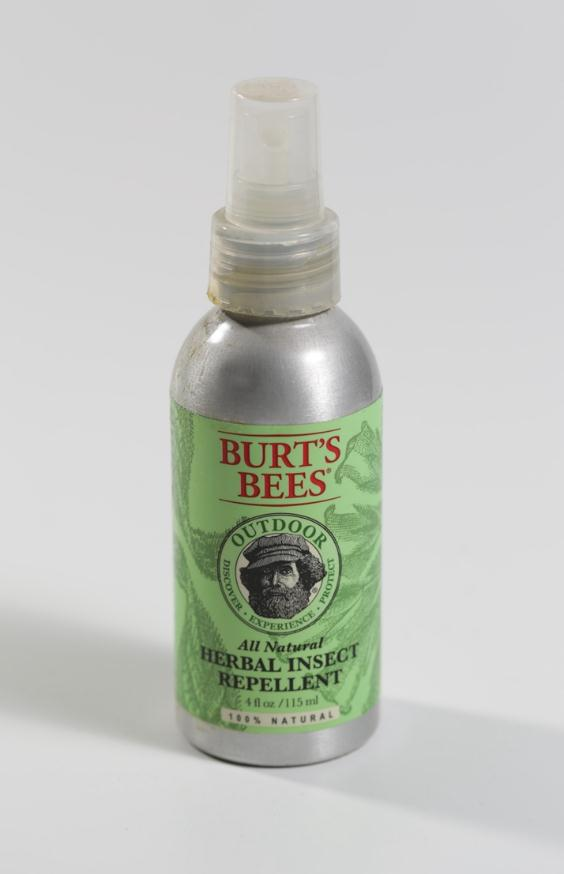 BURT'S
BEES®
OUTDOOR
DISCOVER · EXPERIENCE · PROTECT
All Natural
HERBAL INSECT
REPELLENT
4 fl oz / 115 ml
100% NATURAL